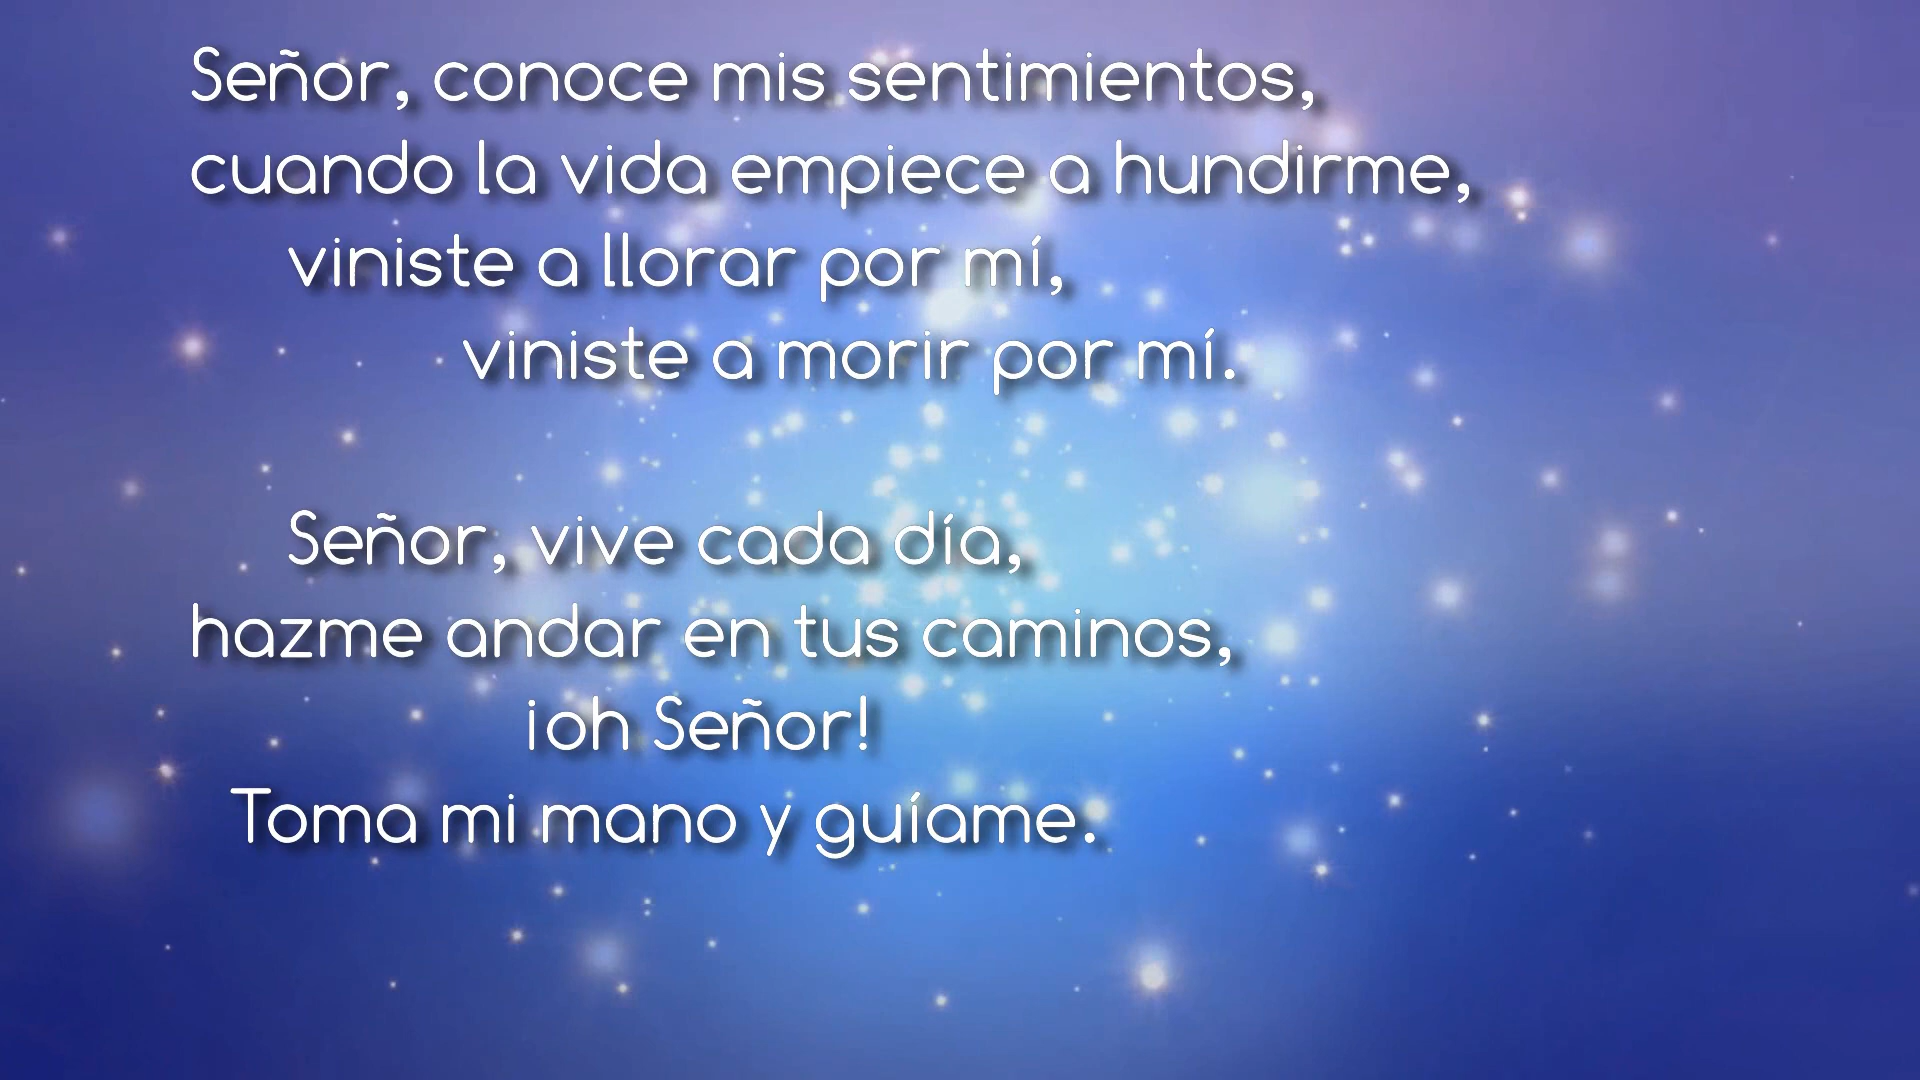 Señor, conoce mis sentimientos,
cuando la vida empiece a hundirme,
viniste a llorar por mí,
viniste a morir por mí.
Señor, vive cada día,
hazme andar en tus caminos,
¡oh Señor!
Toma mi mano y guíame.